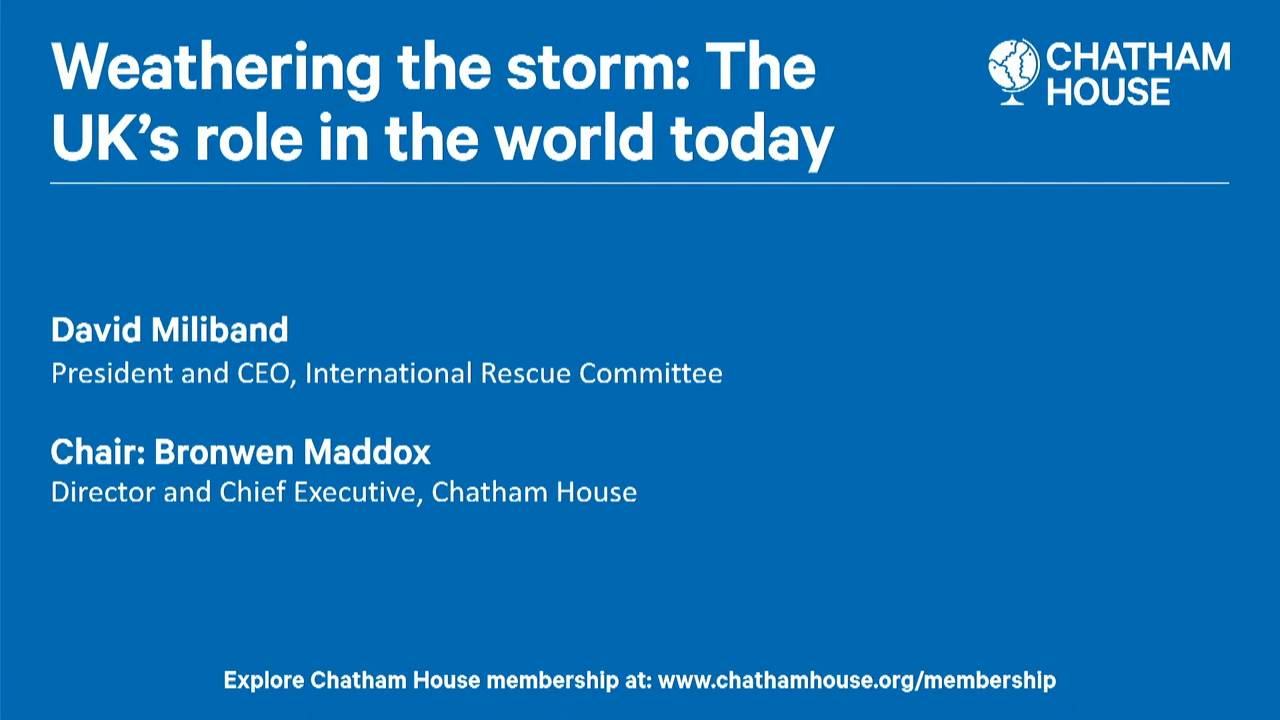 Weathering the storm: The
UK’s role in the world today
CHATHAM
HOUSE
David Miliband
President and CEO, International Rescue Committee
Chair: Bronwen Maddox
Director and Chief Executive, Chatham House
Explore Chatham House membership at: www.chathamhouse.org/membership